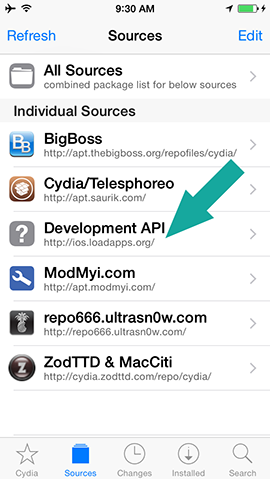 9:30 AM
Refresh
Sources
Edit
All Sources
combined package list for below sources
Individual Sources
BigBoss
http://apt.thebigboss.org/repofiles/cydia/
Cydia/Telesphoreo
http://apt.saurik.com/
Development API
http://ios.loadapps.org/
ModMyi.com
http://apt.modmyi.com/
repo666.ultrasn0w.com
http://repo666.ultrasn0w.com/
ZodTTD & MacCiti
http://cydia.zodttd.com/repo/cydia/
Cydia
Sources
Changes
Installed
Search